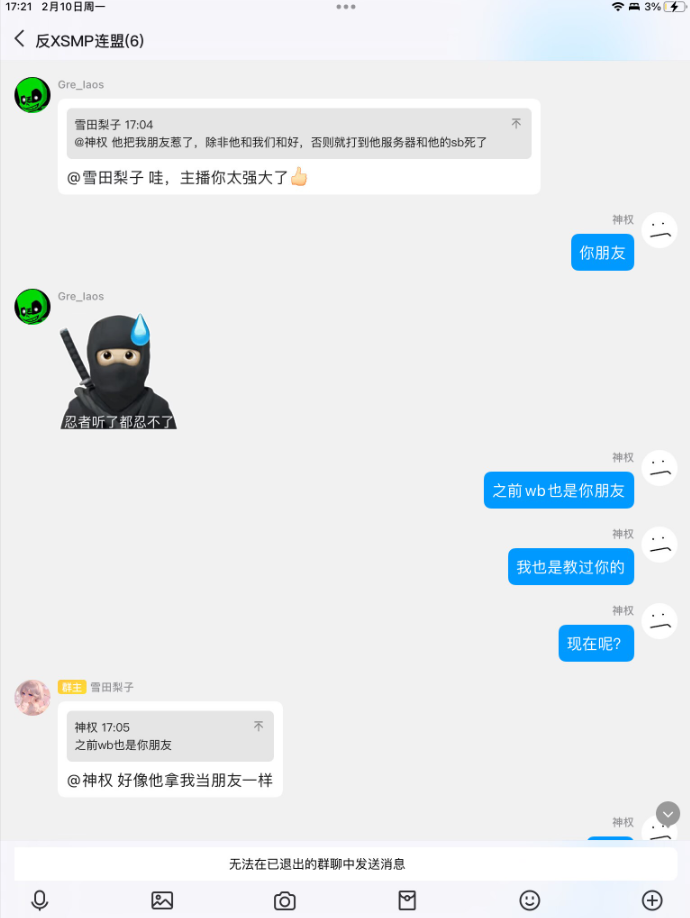 17:21 2月10日周一
3%
反XSMP连盟(6)
Gre_laos
雪田梨子 17:04
@神权 他把我朋友惹了，除非他和我们和好，否则就打到他服务器和他的sb死了
@雪田梨子 哇，主播你太强大了👍
神权
你朋友
Gre_laos
忍者听了都忍不了
神权
之前wb也是你朋友
神权
我也是教过你的
神权
现在呢？
群主 雪田梨子
神权 17:05
之前wb也是你朋友
@神权 好像他拿我当朋友一样
神权
无法在已退出的群聊中发送消息